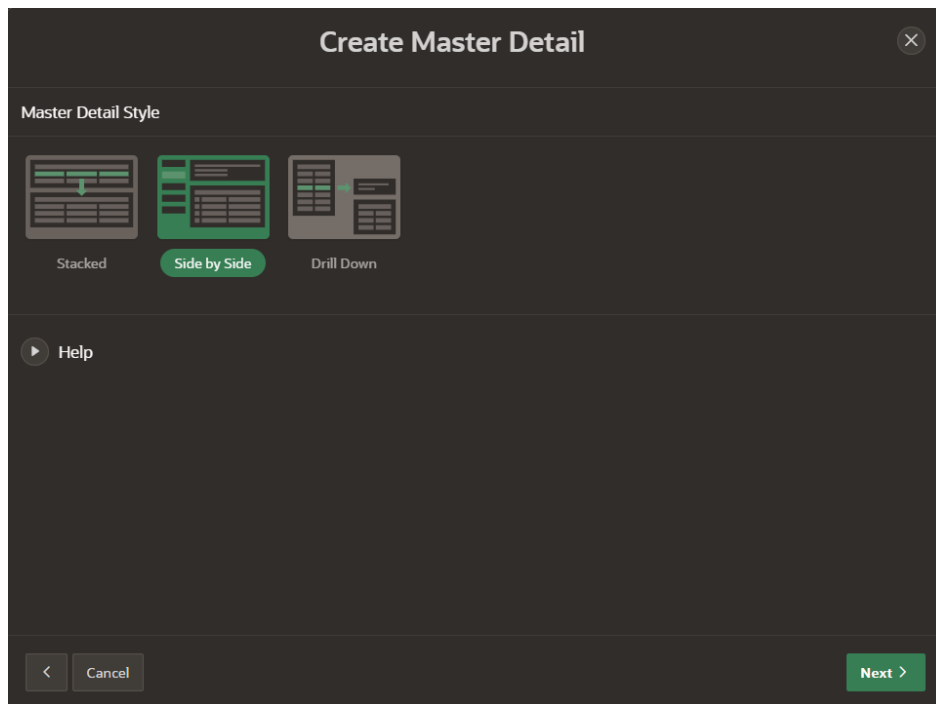 Create Master Detail
Master Detail Style
Stacked
Side by Side
Drill Down
Help
Cancel
Next